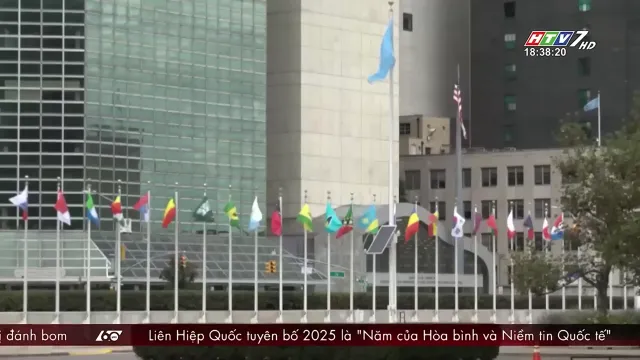 HTV7 HD
18:38:20
ị đánh bom 60 Liên Hiệp Quốc tuyên bố 2025 là "Năm của Hòa bình và Niềm tin Quốc tế"